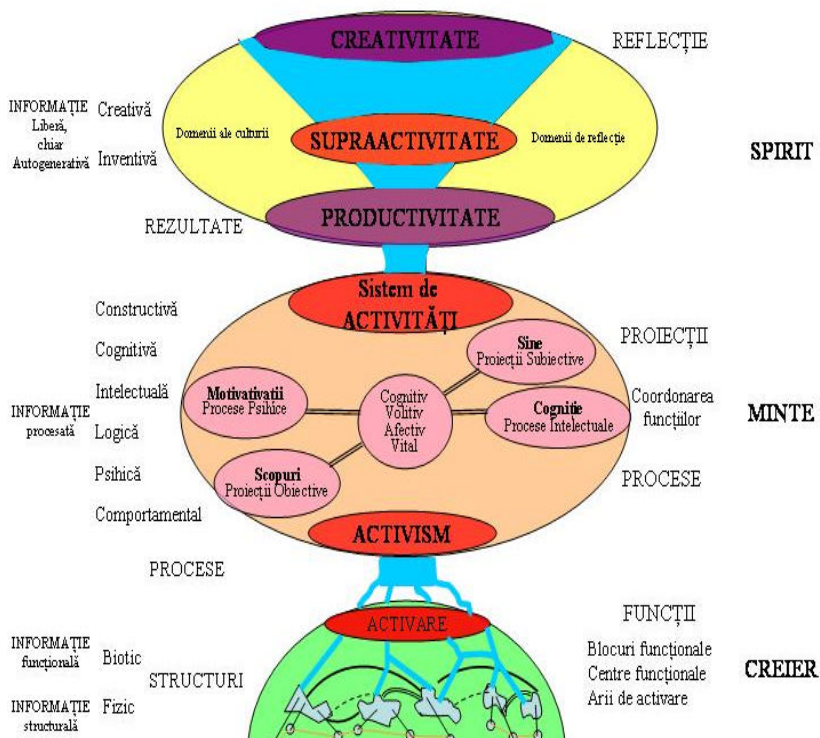 CREATIVITATE
REFLECȚIE
INFORMAȚIE
Liberă,
chiar
Autogenerativă
Creativă
Inventivă
Domenii ale culturii
SUPRAACTIVITATE
Domenii de reflecție
SPIRIT
REZULTATE
PRODUCTIVITATE
Sistem de
ACTIVITĂȚI
Constructivă
Cognitivă
Intelectuală
Logică
Psihică
Comportamental
INFORMAȚIE
procesată
Motivativatii
Procese Psihice
Sine
Proiecții Subiective
Cognitiv
Volitiv
Afectiv
Vital
Cognitie
Procese Intelectuale
Scopuri
Proiecții Obiective
PROIECȚII
Coordonarea
funcțiilor
MINTE
PROCESE
ACTIVISM
PROCESE
ACTIVARE
FUNCȚII
INFORMAȚIE
funcțională
Biotic
STRUCTURI
INFORMAȚIE
structurală
Fizic
Blocuri funcționale
Centre funcționale
Arii de activare
CREIER